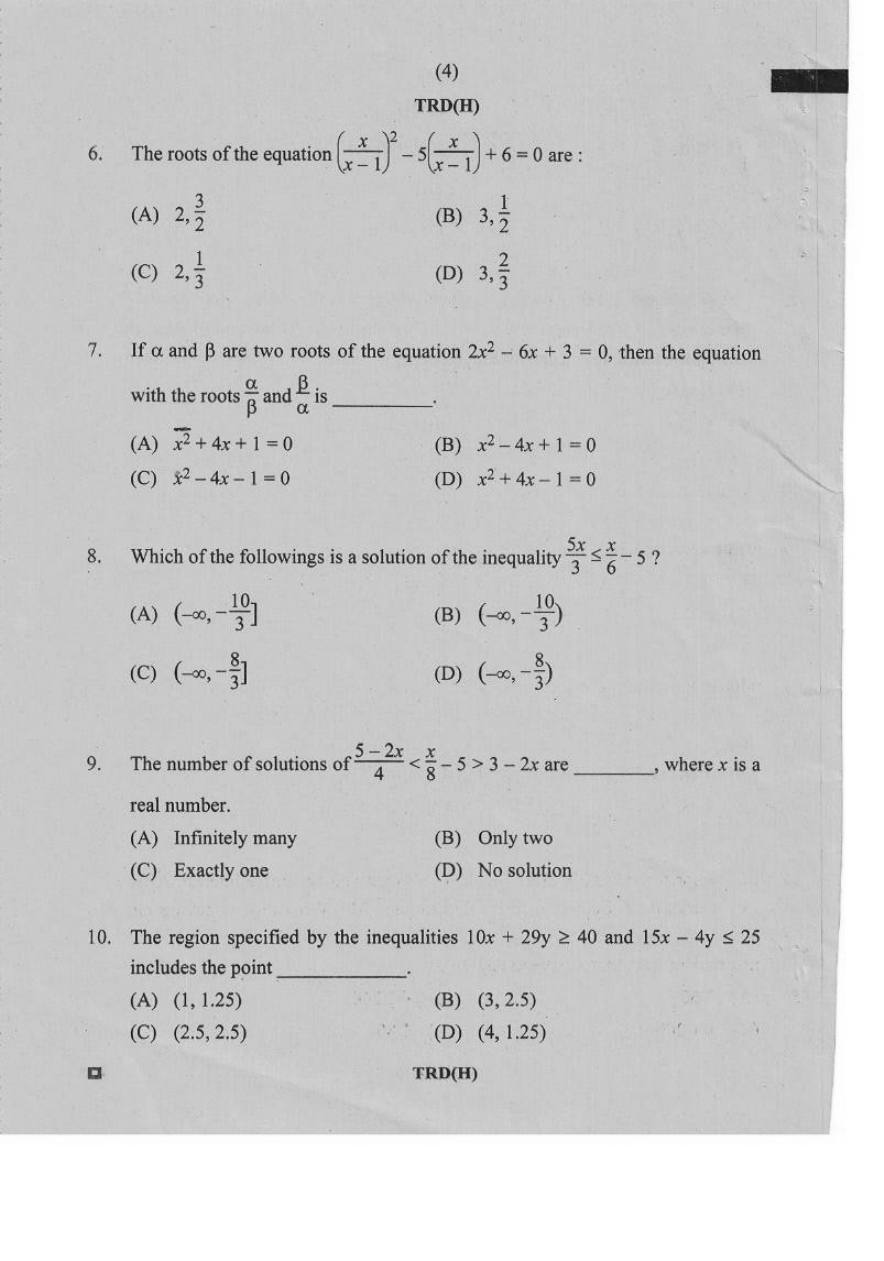 (4)
TRD(H)
6. The roots of the equation (x/(x – 1))² – 5(x/(x – 1)) + 6 = 0 are :
(A) 2, 3/2 (B) 3, 1/2
(C) 2, 1/3 (D) 3, 2/3
7. If α and β are two roots of the equation 2x² – 6x + 3 = 0, then the equation
with the roots α/β and β/α is __________.
(A) x² + 4x + 1 = 0 (B) x² – 4x + 1 = 0
(C) x² – 4x – 1 = 0 (D) x² + 4x – 1 = 0
8. Which of the followings is a solution of the inequality 5x/3 ≤ x/6 – 5 ?
(A) (–∞, –10/3] (B) (–∞, –10/3)
(C) (–∞, –8/3] (D) (–∞, –8/3)
9. The number of solutions of (5 – 2x)/4 < x/8 – 5 > 3 – 2x are ________, where x is a
real number.
(A) Infinitely many (B) Only two
(C) Exactly one (D) No solution
10. The region specified by the inequalities 10x + 29y ≥ 40 and 15x – 4y ≤ 25
includes the point _____________.
(A) (1, 1.25) (B) (3, 2.5)
(C) (2.5, 2.5) (D) (4, 1.25)
TRD(H)